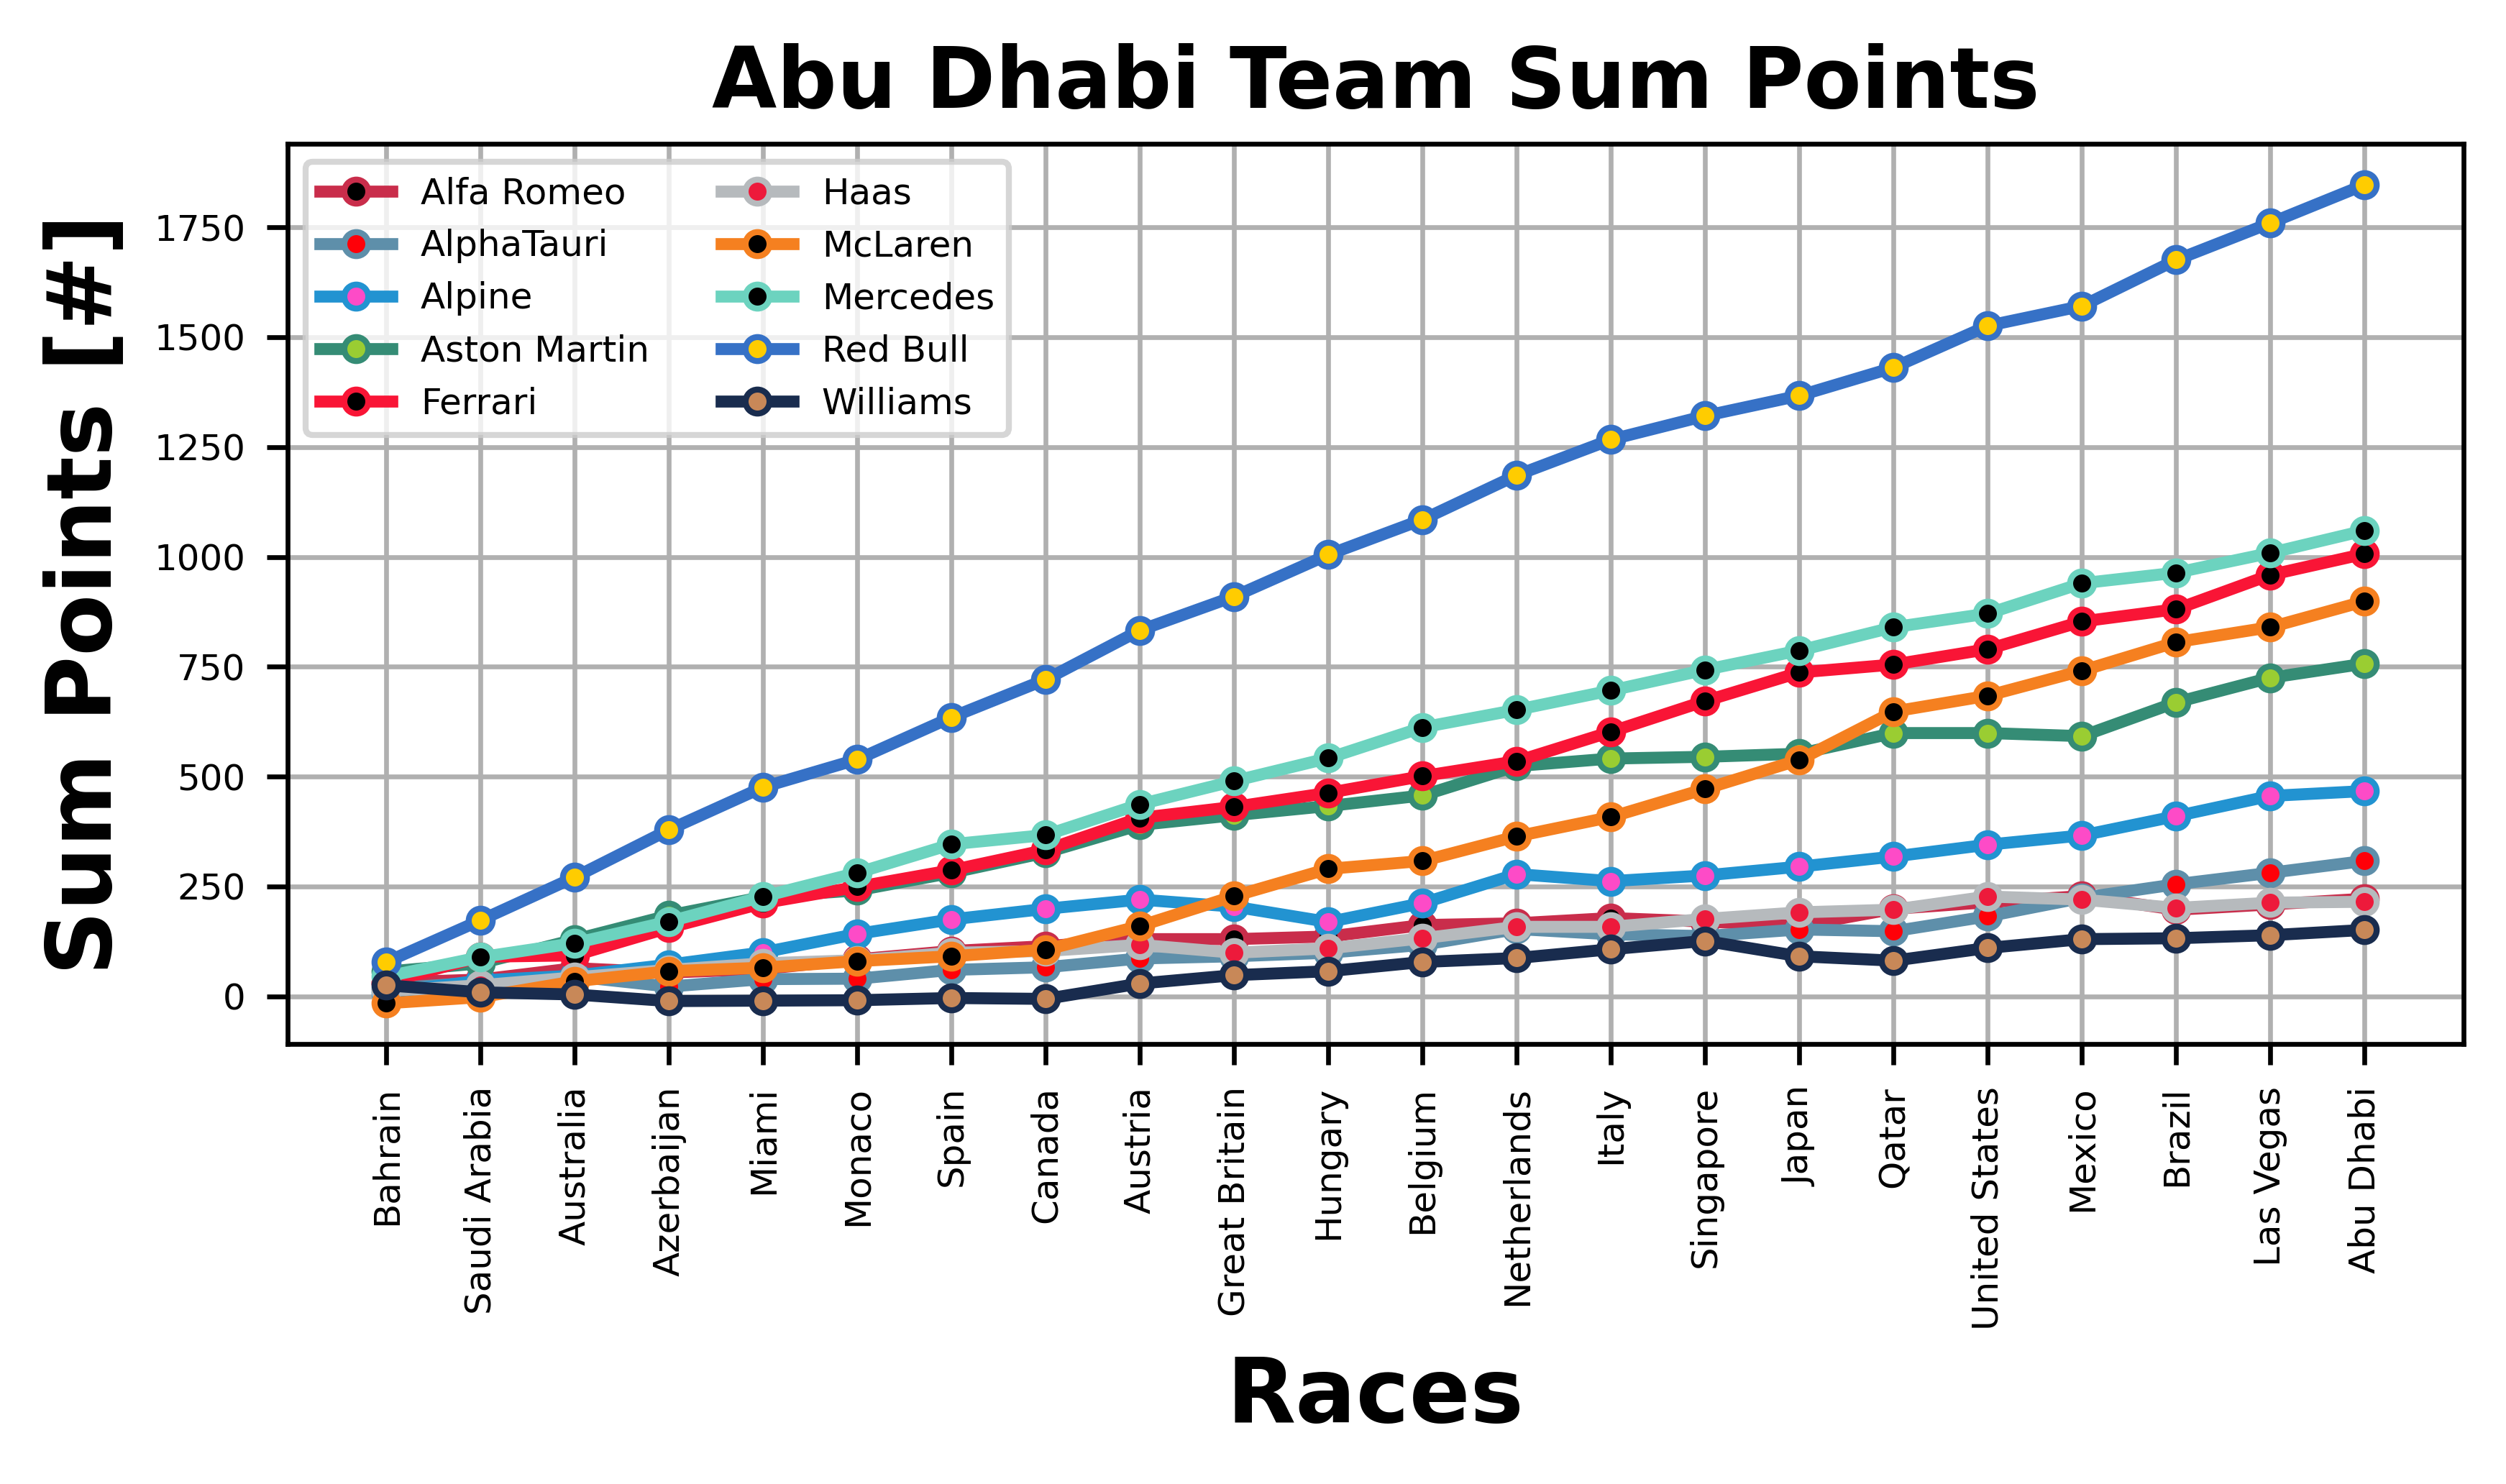 Abu Dhabi Team Sum Points
Sum Points [#]
1750
1500
1250
1000
750
500
250
0
Alfa Romeo
AlphaTauri
Alpine
Aston Martin
Ferrari
Haas
McLaren
Mercedes
Red Bull
Williams
Bahrain
Saudi Arabia
Australia
Azerbaijan
Miami
Monaco
Spain
Canada
Austria
Great Britain
Hungary
Belgium
Netherlands
Italy
Singapore
Japan
Qatar
United States
Mexico
Brazil
Las Vegas
Abu Dhabi
Races